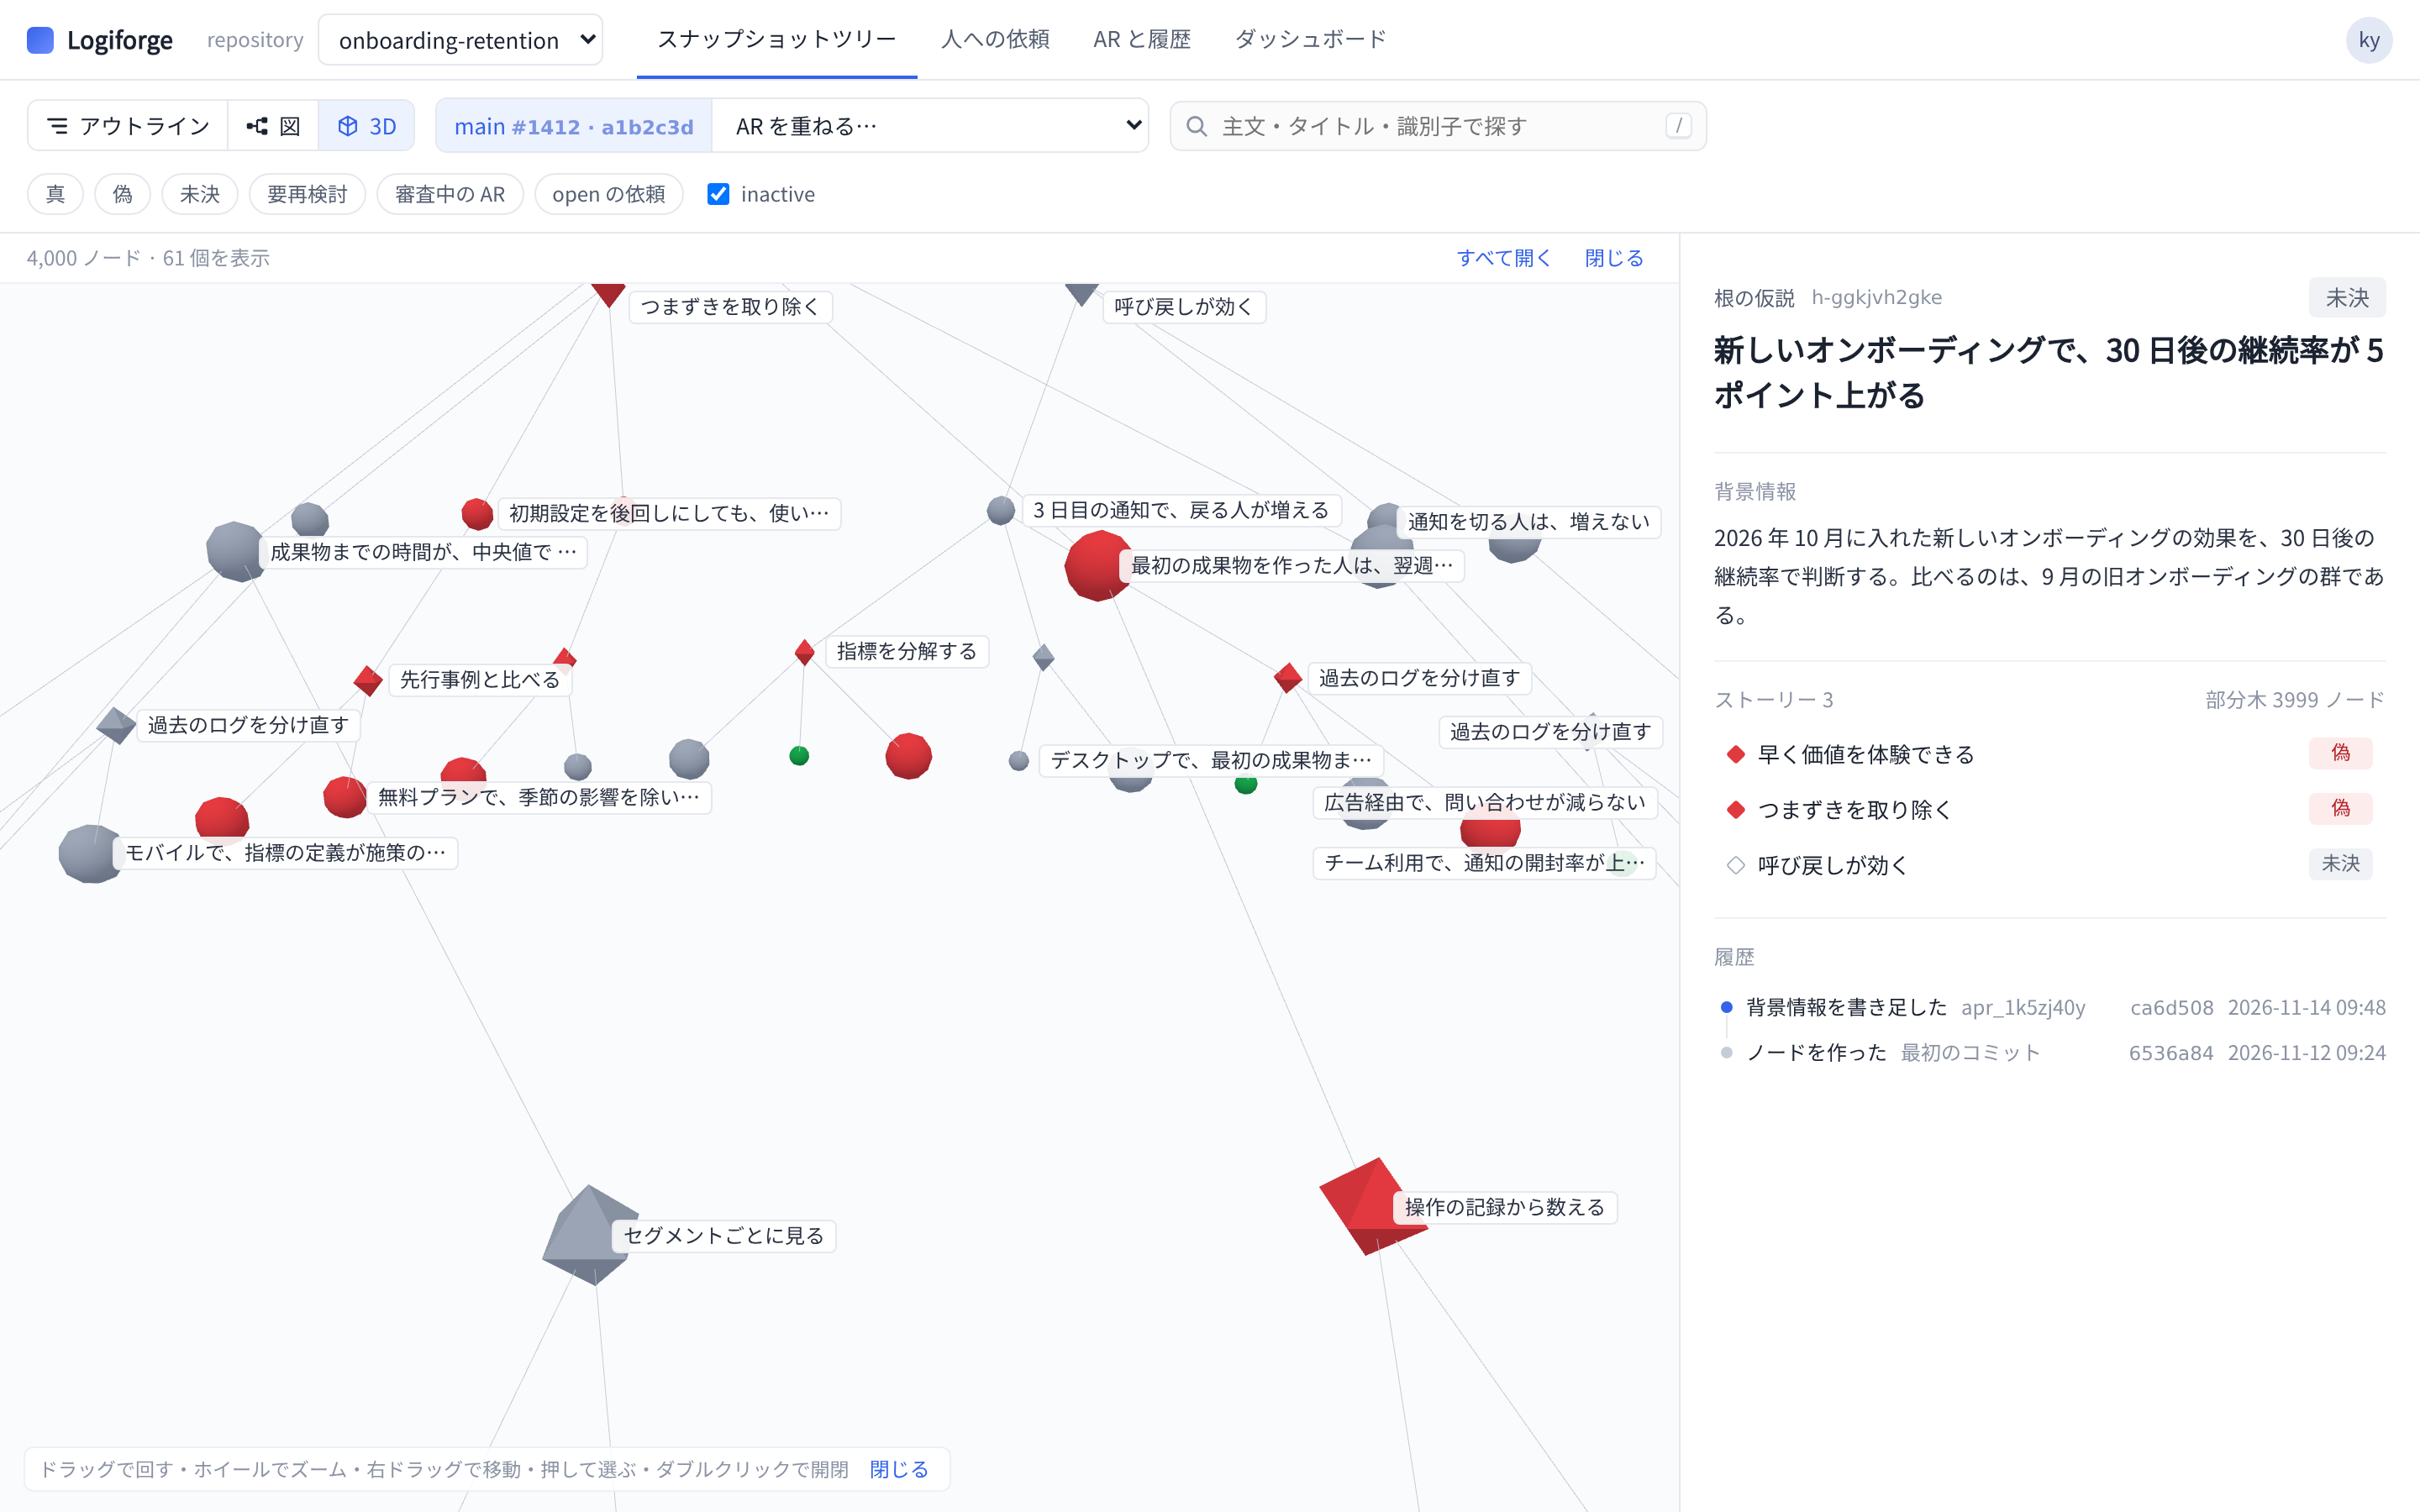 Logiforge
repository
onboarding-retention
スナップショットツリー
人への依頼
AR と履歴
ダッシュボード
ky
アウトライン
図
3D
main #1412 · a1b2c3d
AR を重ねる…
主文・タイトル・識別子で探す
/
真
偽
未決
要再検討
審査中の AR
open の依頼
inactive
4,000 ノード · 61 個を表示
すべて開く
閉じる
つまずきを取り除く
呼び戻しが効く
初期設定を後回しにしても、使い…
3 日目の通知で、戻る人が増える
通知を切る人は、増えない
成果物までの時間が、中央値で …
最初の成果物を作った人は、翌週…
指標を分解する
先行事例と比べる
過去のログを分け直す
過去のログを分け直す
過去のログを分け直す
デスクトップで、最初の成果物ま…
無料プランで、季節の影響を除い…
広告経由で、問い合わせが減らない
モバイルで、指標の定義が施策の…
チーム利用で、通知の開封率が上…
操作の記録から数える
セグメントごとに見る
ドラッグで回す・ホイールでズーム・右ドラッグで移動・押して選ぶ・ダブルクリックで開閉
閉じる
根の仮説 h-ggkjvh2gke
未決
新しいオンボーディングで、30 日後の継続率が 5
ポイント上がる
背景情報
2026 年 10 月に入れた新しいオンボーディングの効果を、30 日後の
継続率で判断する。比べるのは、9 月の旧オンボーディングの群であ
る。
ストーリー 3
部分木 3999 ノード
早く価値を体験できる
偽
つまずきを取り除く
偽
呼び戻しが効く
未決
履歴
背景情報を書き足した apr_1k5zj40y ca6d508 2026-11-14 09:48
ノードを作った 最初のコミット 6536a84 2026-11-12 09:24